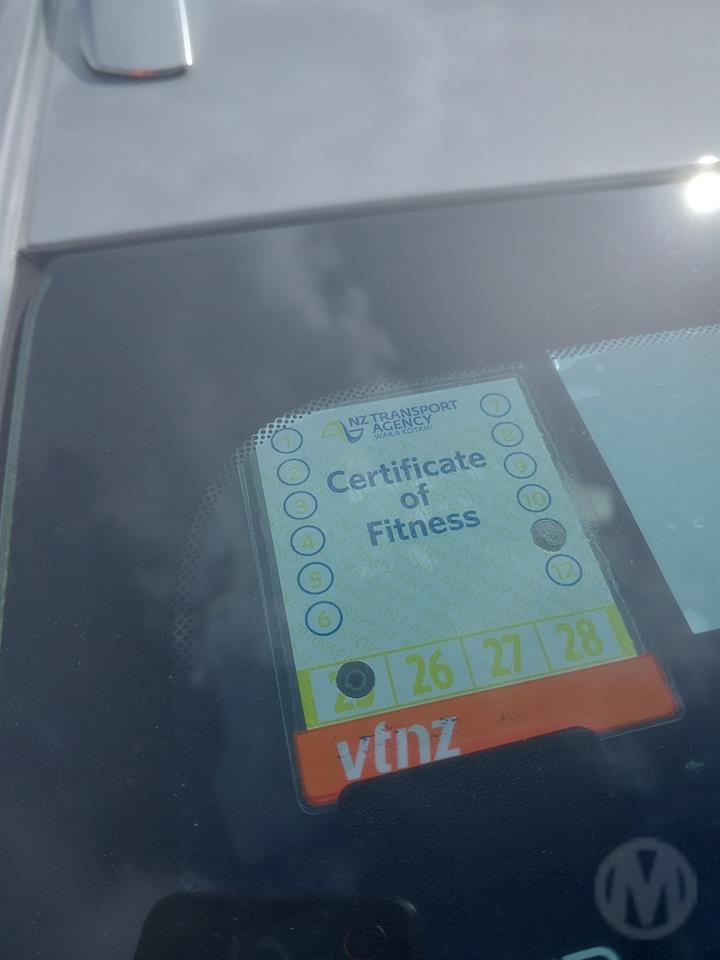 NZ TRANSPORT
AGENCY
WAKA KOTAHI
Certificate
of
Fitness
1
2
3
4
5
6
7
8
9
10
12
25 26 27 28
vtnz
M